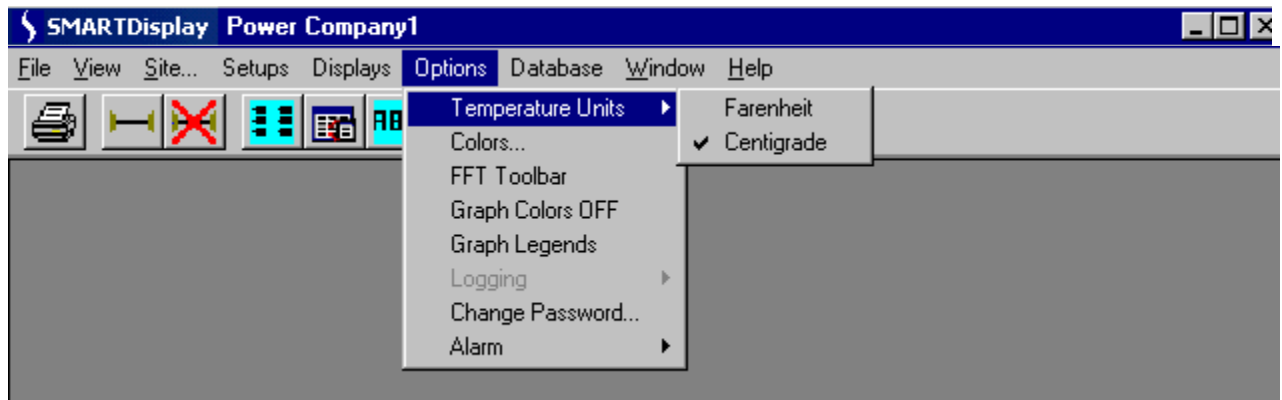 SMARTDisplay Power Company1
File View Site... Setups Displays Options Database Window Help
AB
Temperature Units
Farenheit
Centigrade
Colors...
FFT Toolbar
Graph Colors OFF
Graph Legends
Logging
Change Password...
Alarm